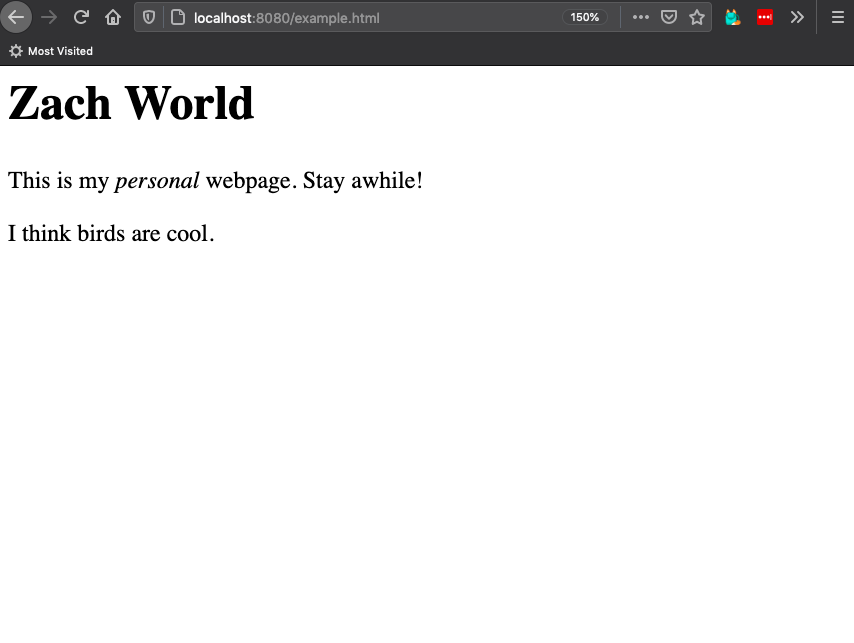 localhost:8080/example.html
150%
Most Visited
Zach World
This is my personal webpage. Stay awhile!
I think birds are cool.